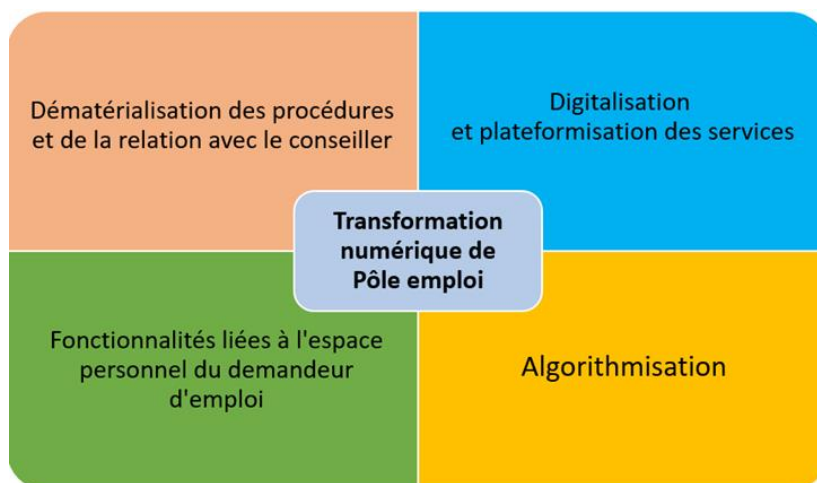 Dématérialisation des procédures
et de la relation avec le conseiller
Digitalisation
et plateformisation des services
Transformation
numérique de
Pôle emploi
Fonctionnalités liées à l'espace
personnel du demandeur
d'emploi
Algorithmisation